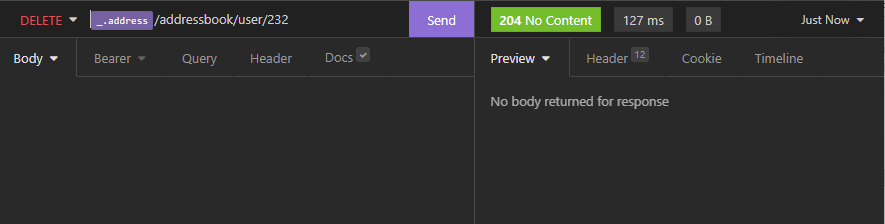 DELETE _.address /addressbook/user/232 Send 204 No Content 127 ms 0 B Just Now
Body Bearer Query Header Docs Preview Header 12 Cookie Timeline
No body returned for response